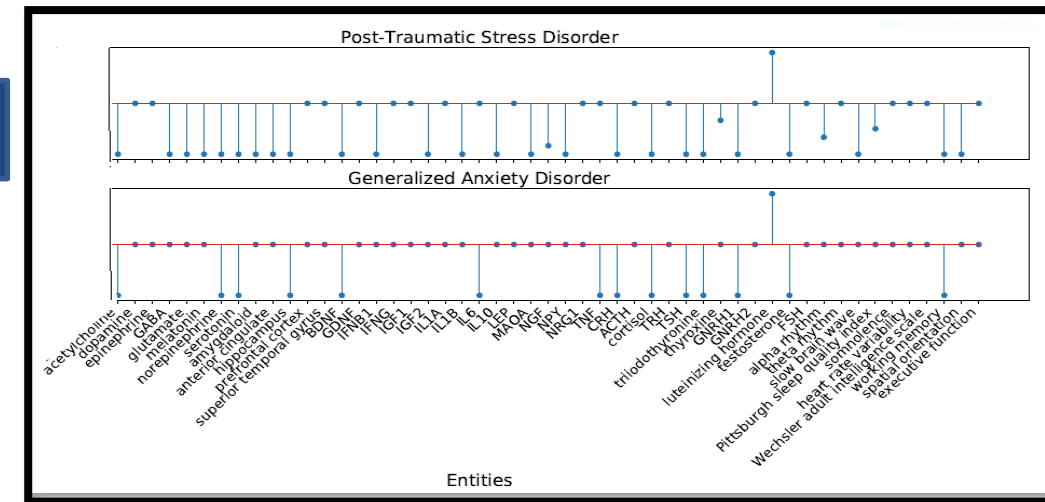 Post-Traumatic Stress Disorder
Generalized Anxiety Disorder
acetylcholine
dopamine
epinephrine
GABA
glutamate
melatonin
norepinephrine
serotonin
amygdaloid
anterior cingulate
hippocampus
prefrontal cortex
superior temporal gyrus
BDNF
GDNF
IFNB1
IFNG
IGF1
IGF2
IL1A
IL1B
IL6
IL10
LEP
MAOA
NGF
NPY
NRG1
TNF
CRH
ACTH
cortisol
TRH
TSH
triiodothyronine
thyroxine
GNRH1
GNRH2
luteinizing hormone
testosterone
FSH
alpha rhythm
theta rhythm
slow brain wave
Pittsburgh sleep quality index
somnolence
heart rate variability
Wechsler adult intelligence scale
working memory
spatial orientation
executive function
Entities